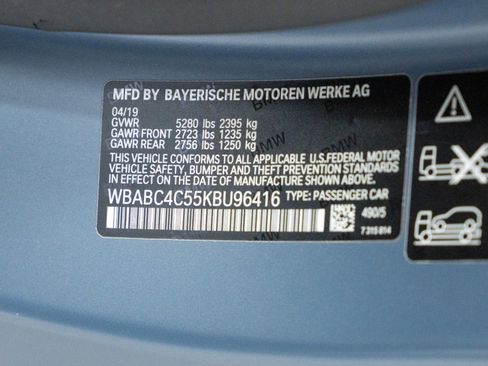 MFD BY BAYERISCHE MOTOREN WERKE AG
04/19
GVWR 5280 lbs 2395 kg
GAWR FRONT 2723 lbs 1235 kg
GAWR REAR 2756 lbs 1250 kg
THIS VEHICLE CONFORMS TO ALL APPLICABLE U.S. FEDERAL MOTOR
VEHICLE SAFETY, BUMPER AND THEFT PREVENTION
STANDARDS IN EFFECT ON THE
DATE OF MANUFACTURE SHOWN ABOVE.
WBABC4C55KBU96416 TYPE: PASSENGER CAR
490/5
7 315 814
BMW